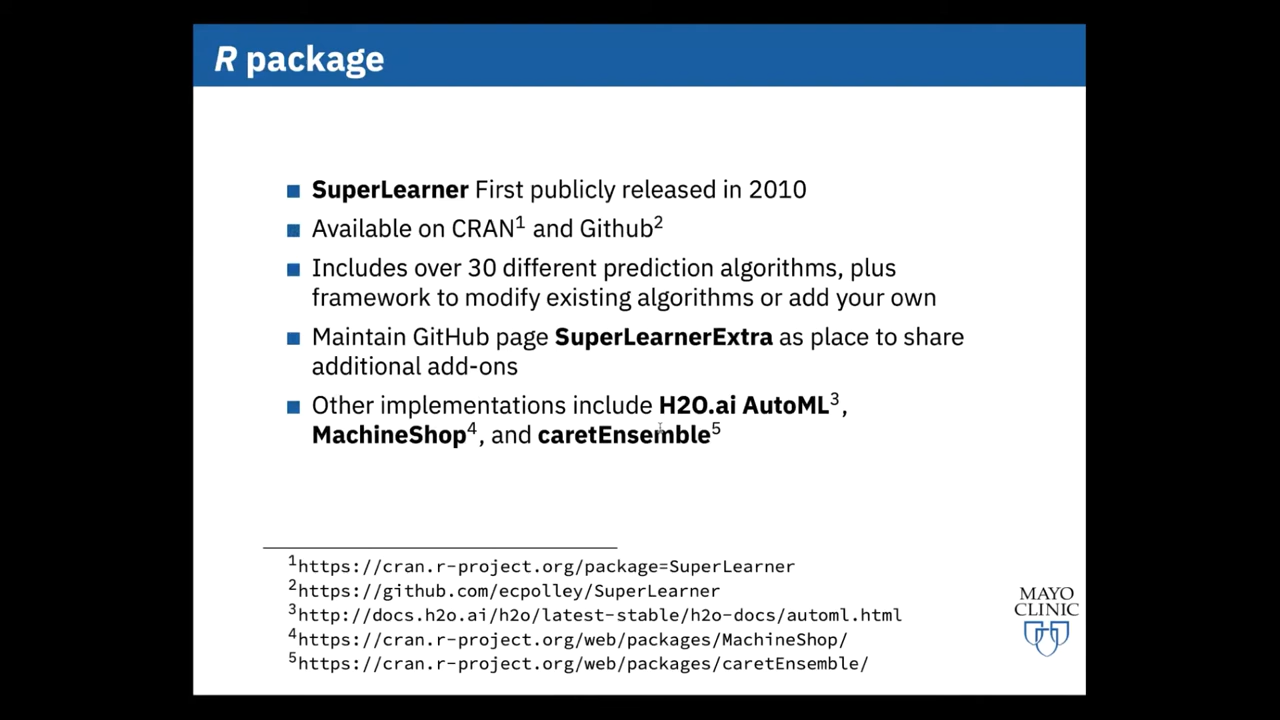 R package
SuperLearner First publicly released in 2010
Available on CRAN1 and Github2
Includes over 30 different prediction algorithms, plus
framework to modify existing algorithms or add your own
Maintain GitHub page SuperLearnerExtra as place to share
additional add-ons
Other implementations include H2O.ai AutoML3,
MachineShop4, and caretEnsemble5
1https://cran.r-project.org/package=SuperLearner
2https://github.com/ecpolley/SuperLearner
3http://docs.h2o.ai/h2o/latest-stable/h2o-docs/automl.html
4https://cran.r-project.org/web/packages/MachineShop/
5https://cran.r-project.org/web/packages/caretEnsemble/
MAYO
CLINIC